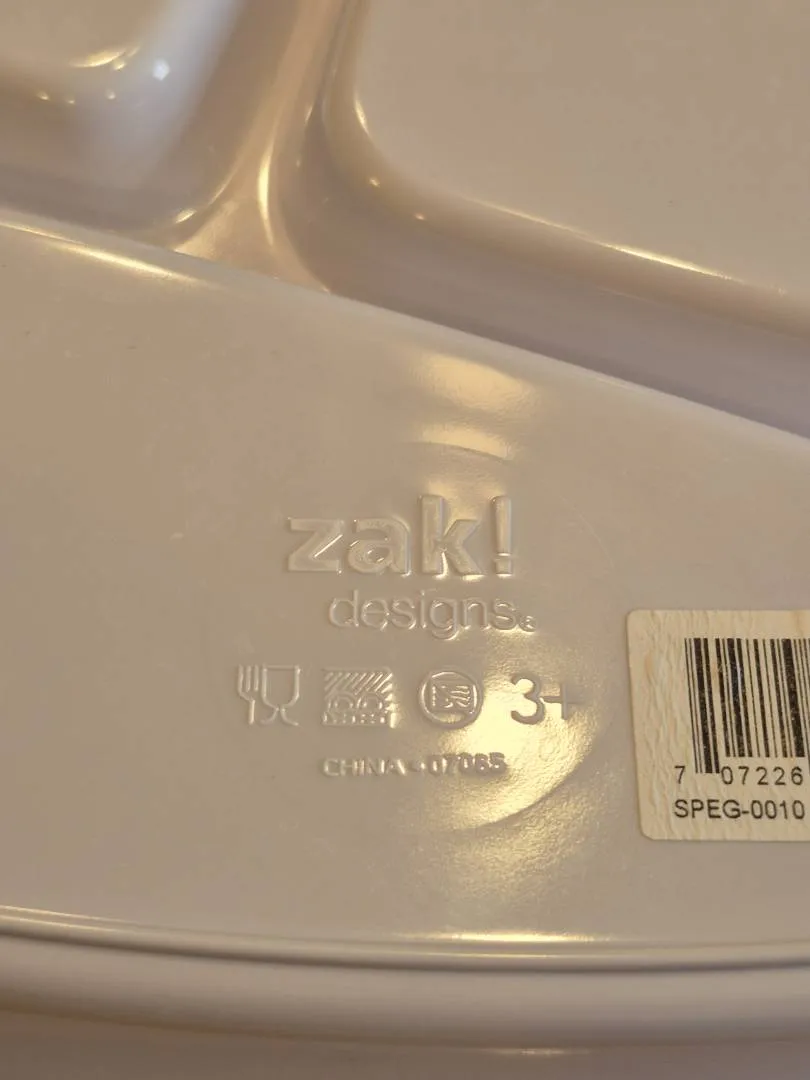 zak!
designs®
3+
CHINA - 07085
7 07226
SPEG-0010